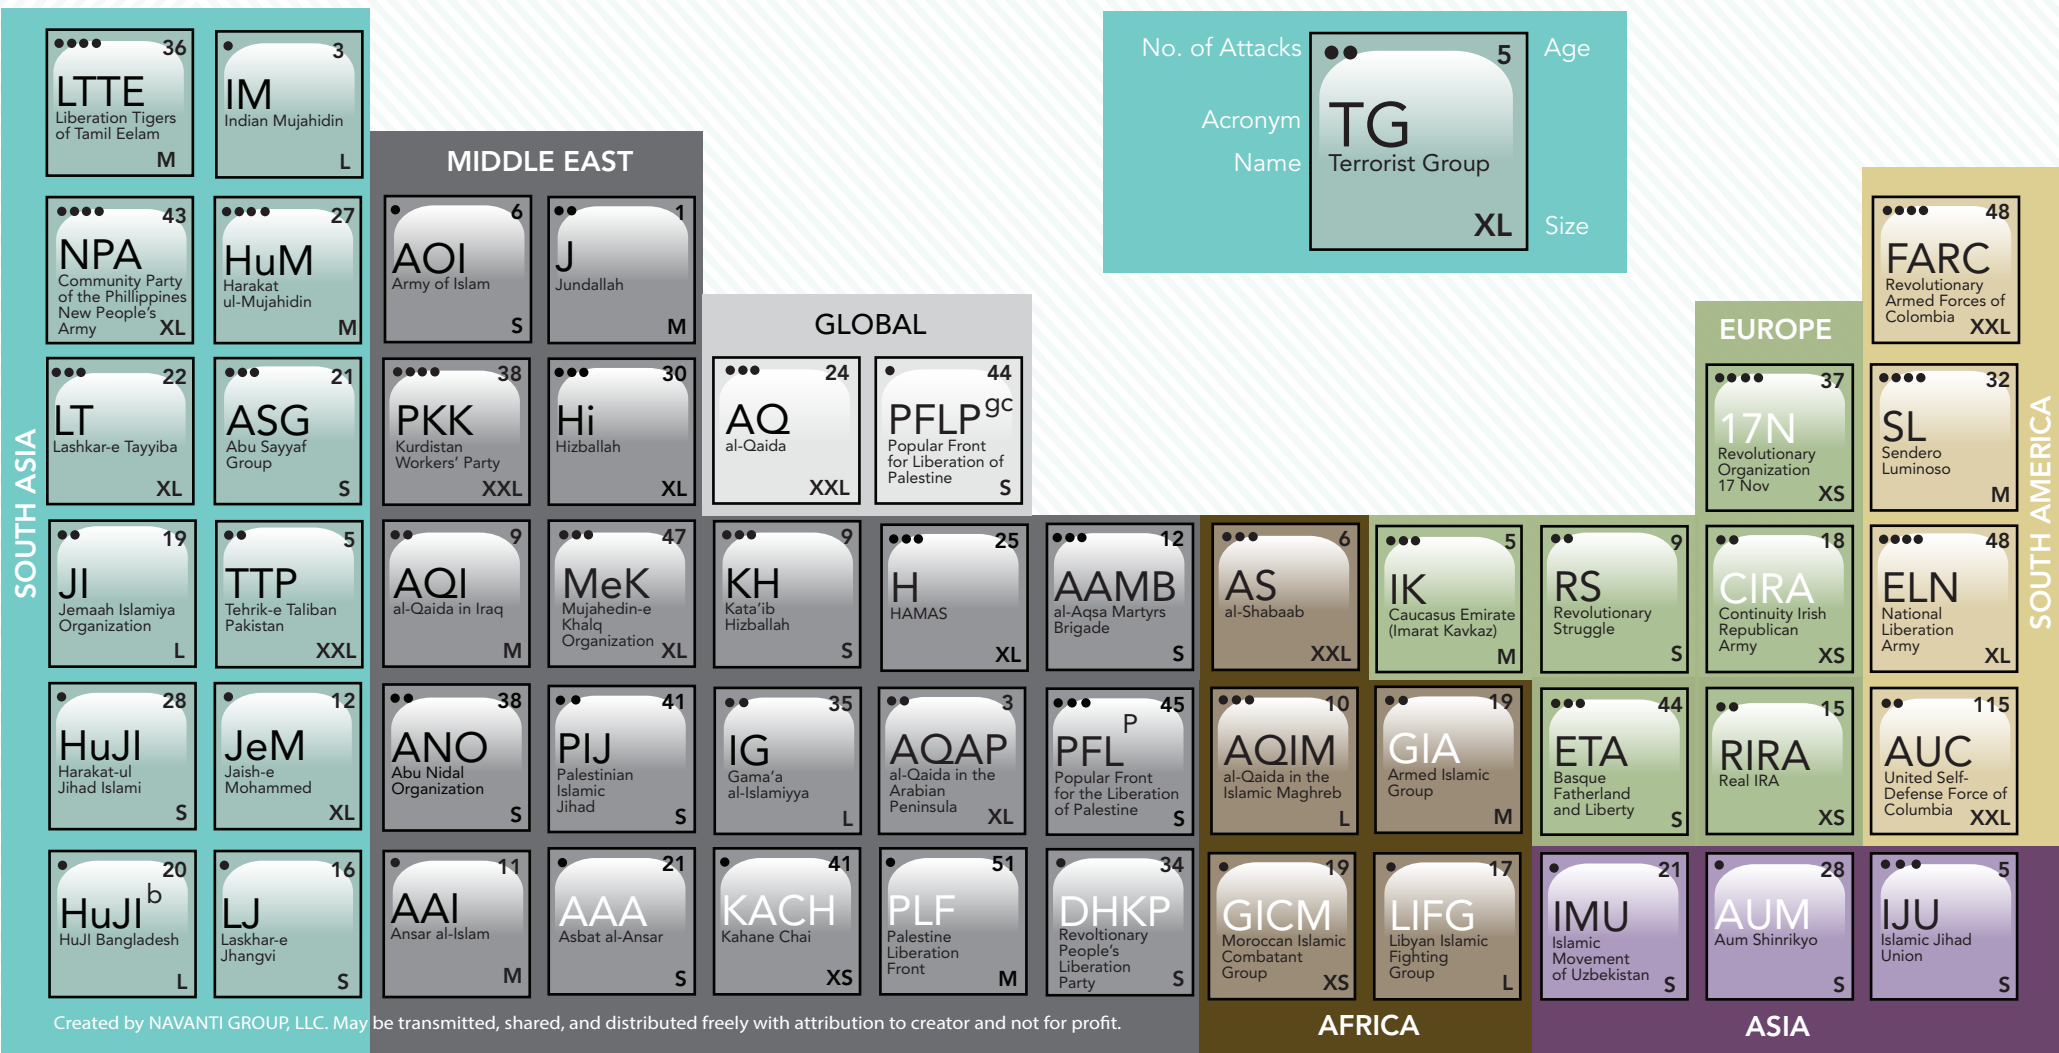 No. of Attacks
5
Age
Acronym
TG
Name
Terrorist Group
XL
Size
SOUTH ASIA
36
LTTE
Liberation Tigers
of Tamil Eelam
M
3
IM
Indian Mujahidin
L
43
NPA
Community Party
of the Phillippines
New People's
Army
XL
27
HuM
Harakat
ul-Mujahidin
M
22
LT
Lashkar-e Tayyiba
XL
21
ASG
Abu Sayyaf
Group
S
19
JI
Jemaah Islamiya
Organization
L
5
TTP
Tehrik-e Taliban
Pakistan
XXL
28
HuJI
Harakat-ul
Jihad Islami
S
12
JeM
Jaish-e
Mohammed
XL
20
HuJI b
HuJI Bangladesh
L
16
LJ
Laskhar-e
Jhangvi
S
MIDDLE EAST
6
AOI
Army of Islam
S
1
J
Jundallah
M
38
PKK
Kurdistan
Workers' Party
XXL
30
Hi
Hizballah
XL
9
AQI
al-Qaida in Iraq
M
47
MeK
Mujahedin-e
Khalq
Organization
XL
9
KH
Kata'ib
Hizballah
S
25
H
HAMAS
XL
12
AAMB
al-Aqsa Martyrs
Brigade
S
38
ANO
Abu Nidal
Organization
S
41
PIJ
Palestinian
Islamic
Jihad
S
35
IG
Gama'a
al-Islamiyya
L
3
AQAP
al-Qaida in the
Arabian
Peninsula
XL
45
PFL P
Popular Front
for the Liberation
of Palestine
S
11
AAI
Ansar al-Islam
M
21
AAA
Asbat al-Ansar
S
41
KACH
Kahane Chai
XS
51
PLF
Palestine
Liberation
Front
M
34
DHKP
Revoltionary
People's
Liberation
Party
S
GLOBAL
24
AQ
al-Qaida
XXL
44
PFLP gc
Popular Front
for Liberation of
Palestine
S
6
AS
al-Shabaab
XXL
10
AQIM
al-Qaida in the
Islamic Maghreb
L
19
GIA
Armed Islamic
Group
M
19
GICM
Moroccan Islamic
Combatant
Group
XS
17
LIFG
Libyan Islamic
Fighting
Group
L
AFRICA
EUROPE
37
17N
Revolutionary
Organization
17 Nov
XS
5
IK
Caucasus Emirate
(Imarat Kavkaz)
M
9
RS
Revolutionary
Struggle
S
18
CIRA
Continuity Irish
Republican
Army
XS
44
ETA
Basque
Fatherland
and Liberty
S
15
RIRA
Real IRA
XS
SOUTH AMERICA
48
FARC
Revolutionary
Armed Forces of
Colombia
XXL
32
SL
Sendero
Luminoso
M
48
ELN
National
Liberation
Army
XL
115
AUC
United Self-
Defense Force of
Columbia
XXL
21
IMU
Islamic
Movement
of Uzbekistan
S
28
AUM
Aum Shinrikyo
S
5
IJU
Islamic Jihad
Union
S
ASIA
Created by NAVANTI GROUP, LLC. May be transmitted, shared, and distributed freely with attribution to creator and not for profit.